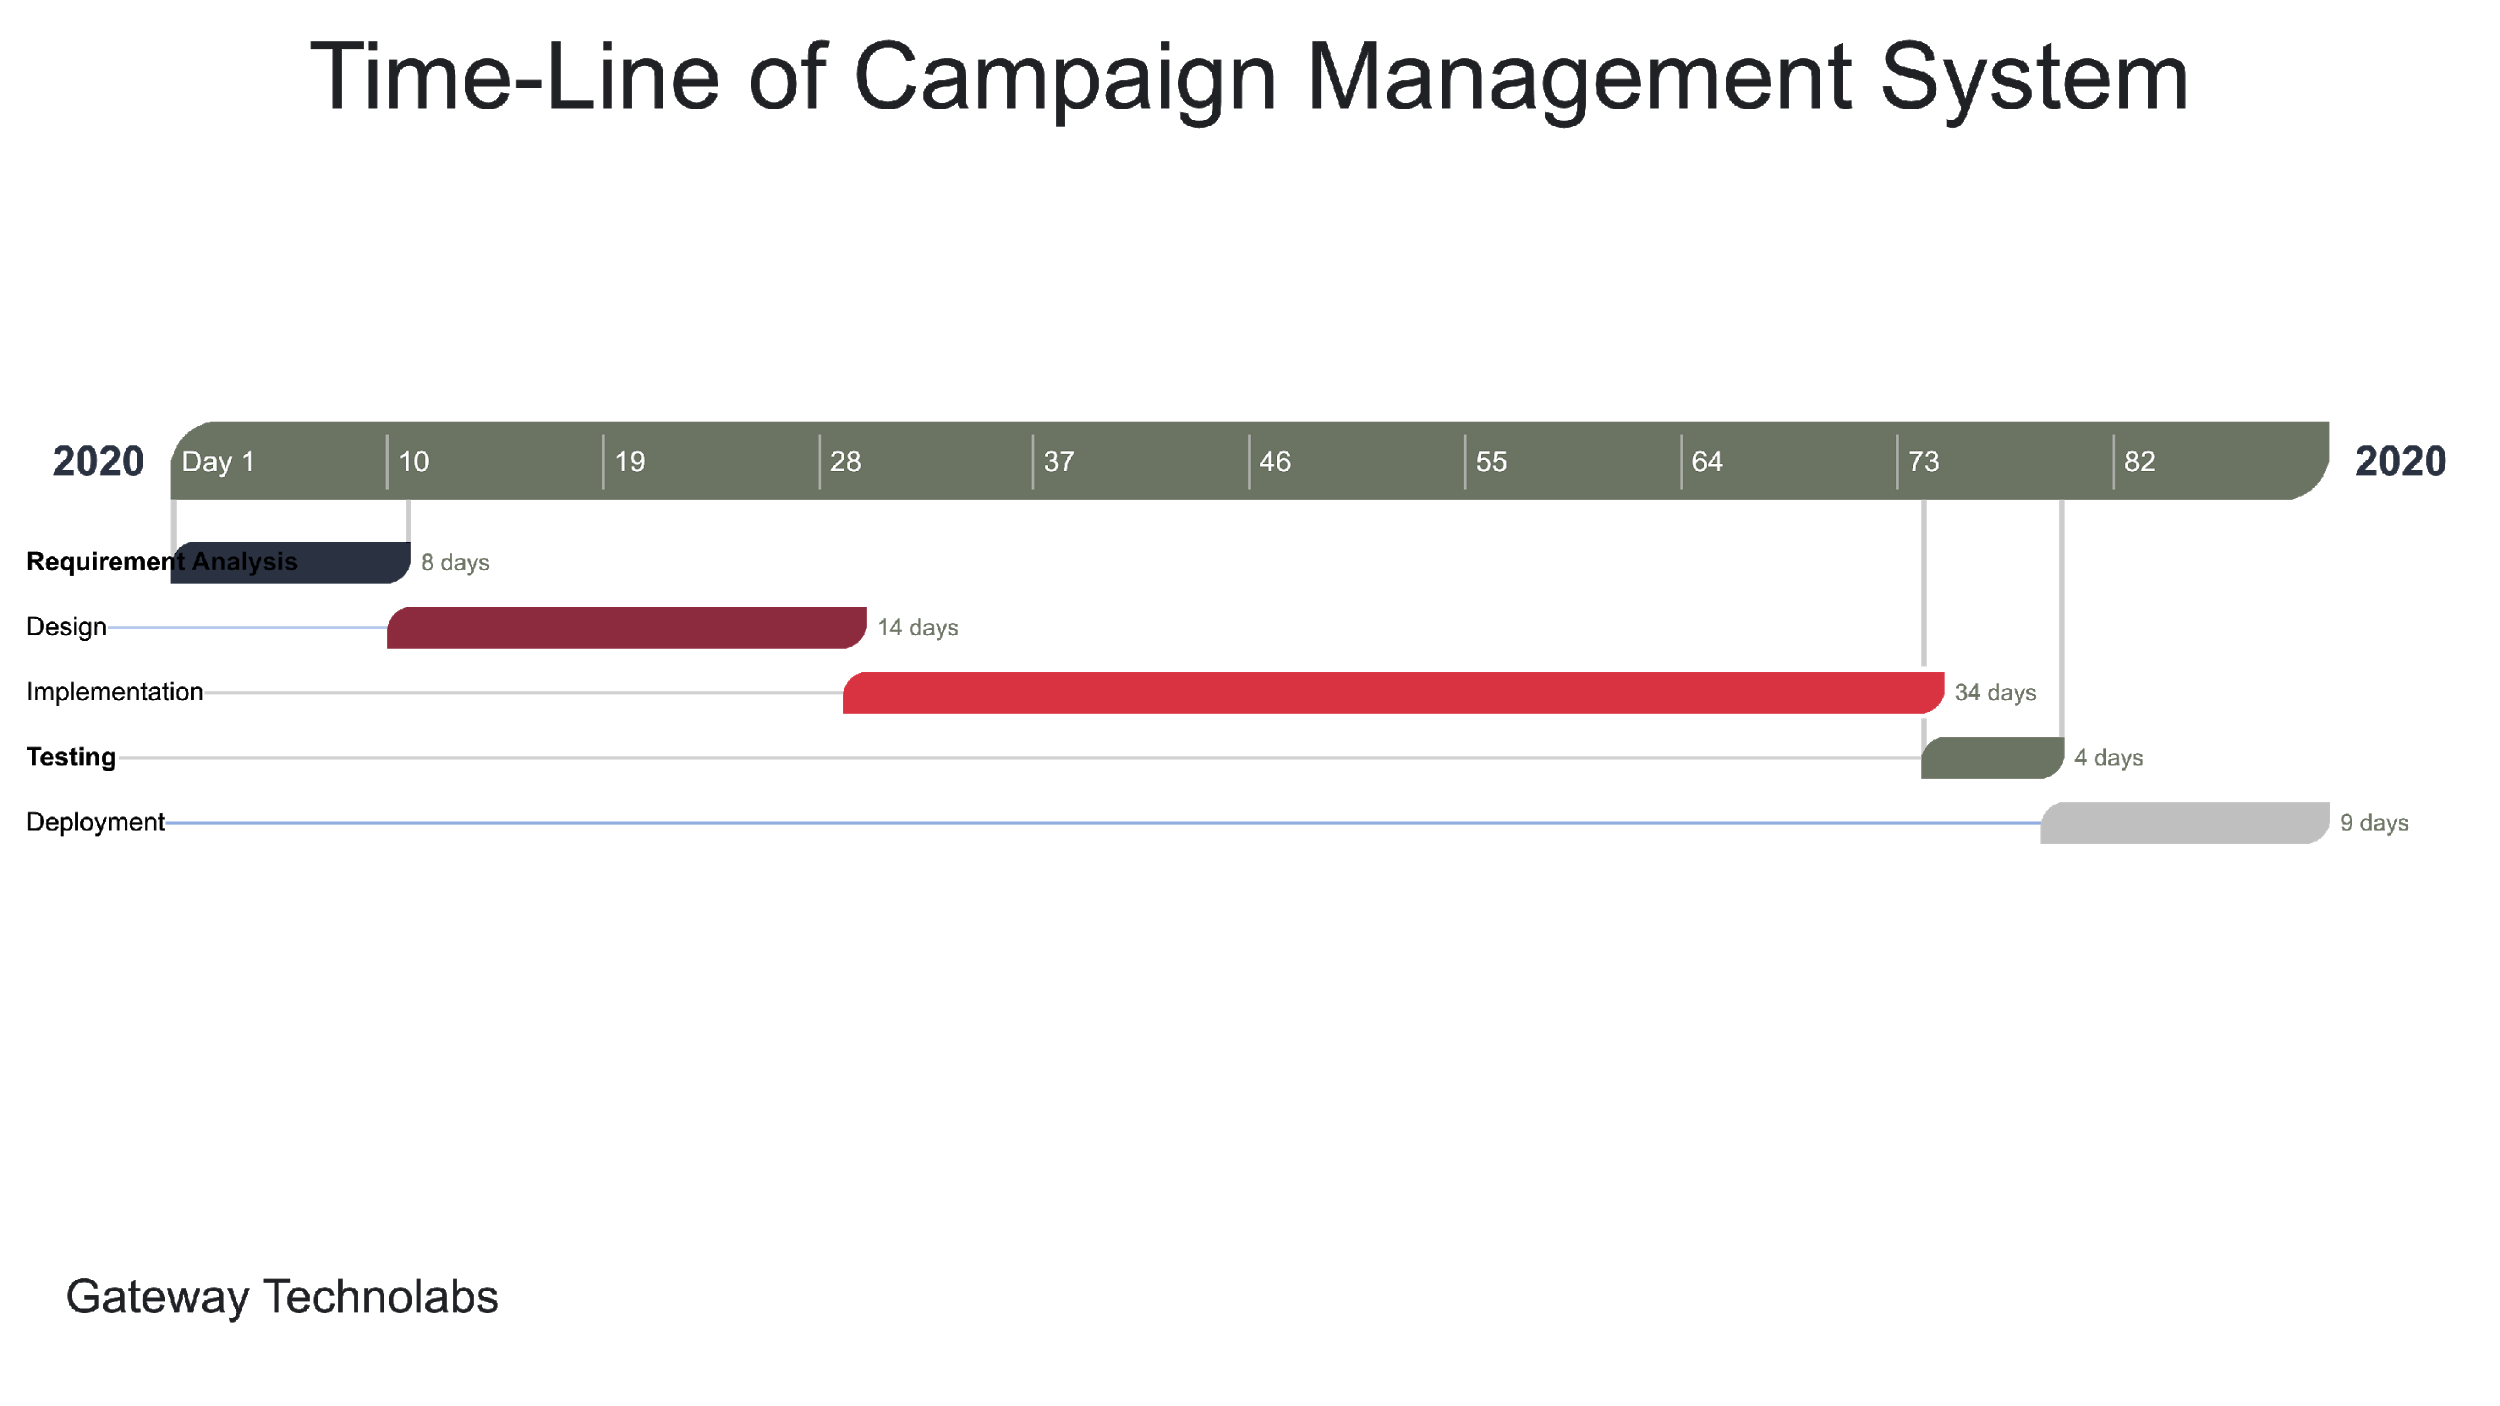 Time-Line of Campaign Management System
2020 Day 1 10 19 28 37 46 55 64 73 82 2020
Requirement Analysis 8 days
Design 14 days
Implementation 34 days
Testing 4 days
Deployment 9 days
Gateway Technolabs